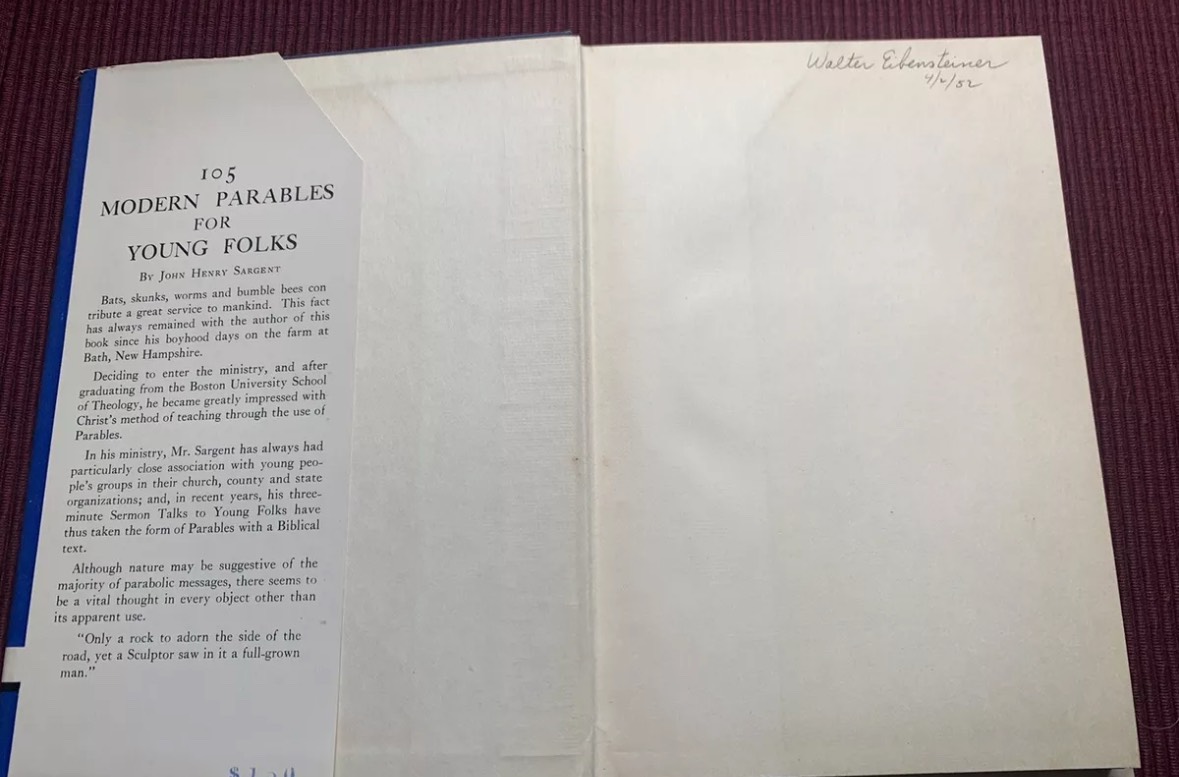 105
MODERN PARABLES
FOR
YOUNG FOLKS
By John Henry Sargent
Bats, skunks, worms and bumble bees con
tribute a great service to mankind. This fact
has always remained with the author of this
book since his boyhood days on the farm at
Bath, New Hampshire.
Deciding to enter the ministry, and after
graduating from the Boston University School
of Theology, he became greatly impressed with
Christ's method of teaching through the use of
Parables.
In his ministry, Mr. Sargent has always had
particularly close association with young peo-
ple's groups in their church, county and state
organizations; and, in recent years, his three-
minute Sermon Talks to Young Folks have
thus taken the form of Parables with a Biblical
text.
Although nature may be suggestive of the
majority of parabolic messages, there seems to
be a vital thought in every object other than
its apparent use.
"Only a rock to adorn the side of the
road, yet a Sculptor saw in it a full-grown
man."
Walter Eibensteiner
4/2/52